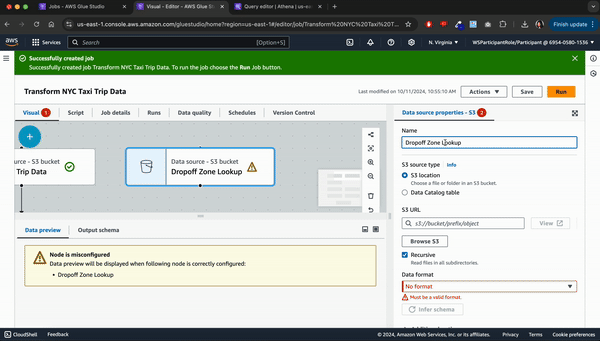 Jobs – AWS Glue Studio
Visual - Editor - AWS Glue Stu
Query editor | Athena | us-ea
us-east-1.console.aws.amazon.com/gluestudio/home?region=us-east-1#/editor/job/Transform%20NYC%20Taxi%20T...
Finish update
aws
Services
Search
[Option+S]
N. Virginia
WSParticipantRole/Participant @ 6954-0580-1536
Successfully created job
Successfully created job Transform NYC Taxi Trip Data. To run the job choose the Run Job button.
Transform NYC Taxi Trip Data
Last modified on 10/11/2024, 10:55:10 AM
Actions
Save
Run
Visual 1
Script
Job details
Runs
Data quality
Schedules
Version Control
urce - S3 bucket
Trip Data
Data source - S3 bucket
Dropoff Zone Lookup
Data preview
Output schema
Node is misconfigured
Data preview will be displayed when following node is correctly configured:
• Dropoff Zone Lookup
Data source properties - S3 2
Name
Dropoff Zone Lookup
S3 source type
Info
S3 location
Choose a file or folder in an S3 bucket.
Data Catalog table
S3 URL
s3://bucket/prefix/object
View
Browse S3
Recursive
Read files in all subdirectories.
Data format
No format
Must be a valid format.
Infer schema
CloudShell
Feedback
© 2024, Amazon Web Services, Inc. or its affiliates.
Privacy
Terms
Cookie preferences